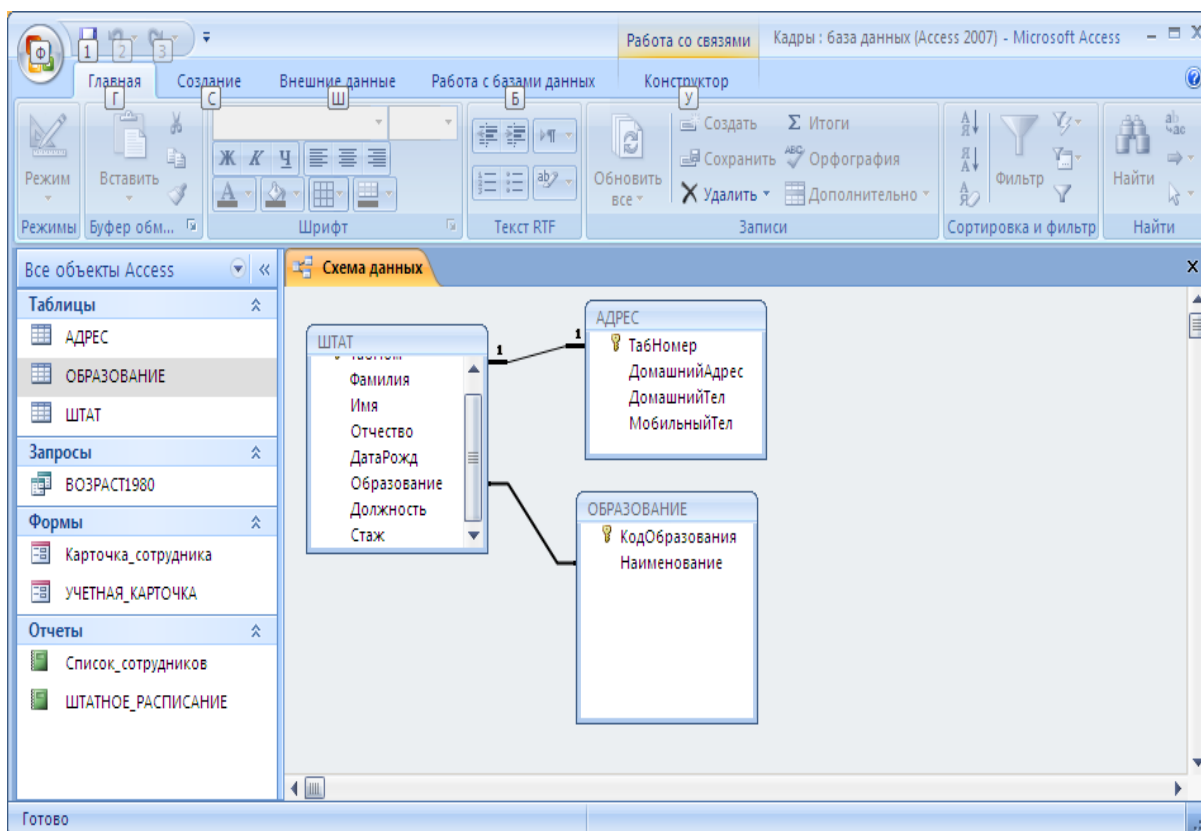 Работа со связями
Кадры : база данных (Access 2007) - Microsoft Access
Ф
1 2 3
Главная Создание Внешние данные Работа с базами данных Конструктор
Г С Ш Б У
Режим
Вставить
Ж К Ч
Обновить все
Создать
Сохранить
Удалить
Σ Итоги
Орфография
Дополнительно
Фильтр
Найти
Режимы Буфер обм... Шрифт Текст RTF Записи Сортировка и фильтр Найти
Все объекты Access
Таблицы
АДРЕС
ОБРАЗОВАНИЕ
ШТАТ
Запросы
ВОЗРАСТ1980
Формы
Карточка_сотрудника
УЧЕТНАЯ_КАРТОЧКА
Отчеты
Список_сотрудников
ШТАТНОЕ_РАСПИСАНИЕ
Схема данных
ШТАТ
Фамилия
Имя
Отчество
ДатаРожд
Образование
Должность
Стаж
1
1
АДРЕС
ТабНомер
ДомашнийАдрес
ДомашнийТел
МобильныйТел
ОБРАЗОВАНИЕ
КодОбразования
Наименование
Готово